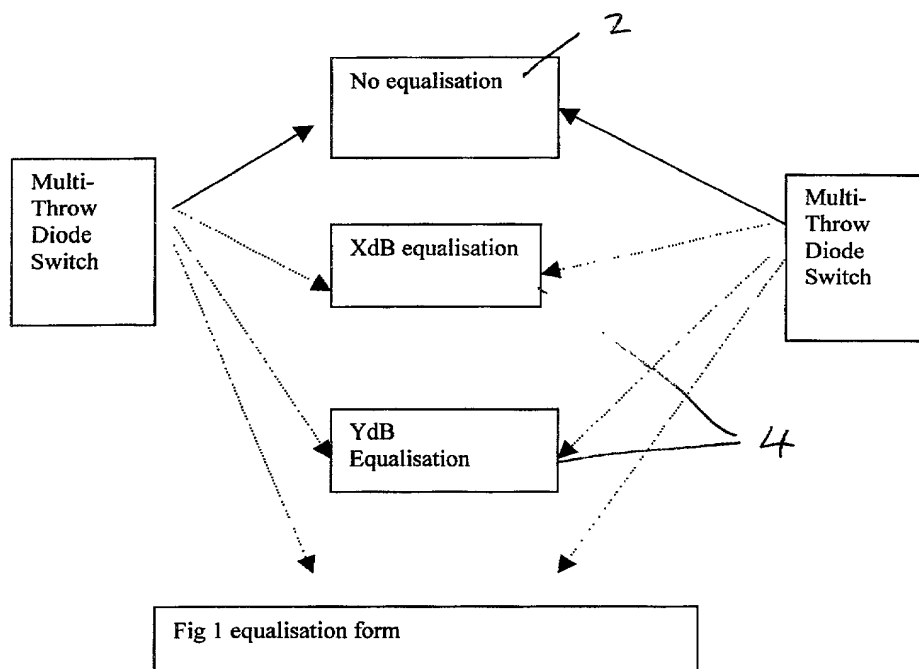 2
No equalisation
Multi-
Throw
Diode
Switch
Multi-
Throw
Diode
Switch
XdB equalisation
YdB
Equalisation
4
Fig 1 equalisation form